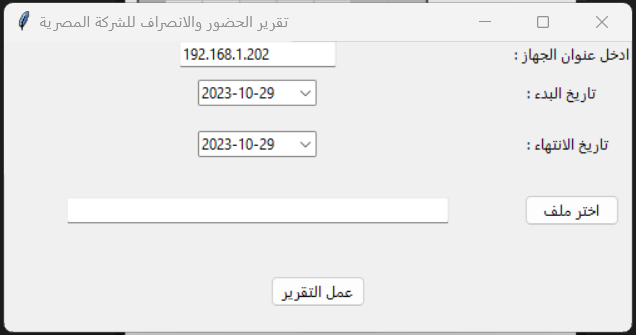 تقرير الحضور والانصراف للشركة المصرية
ادخل عنوان الجهاز : 192.168.1.202
تاريخ البدء : 2023-10-29
تاريخ الانتهاء : 2023-10-29
اختر ملف
عمل التقرير